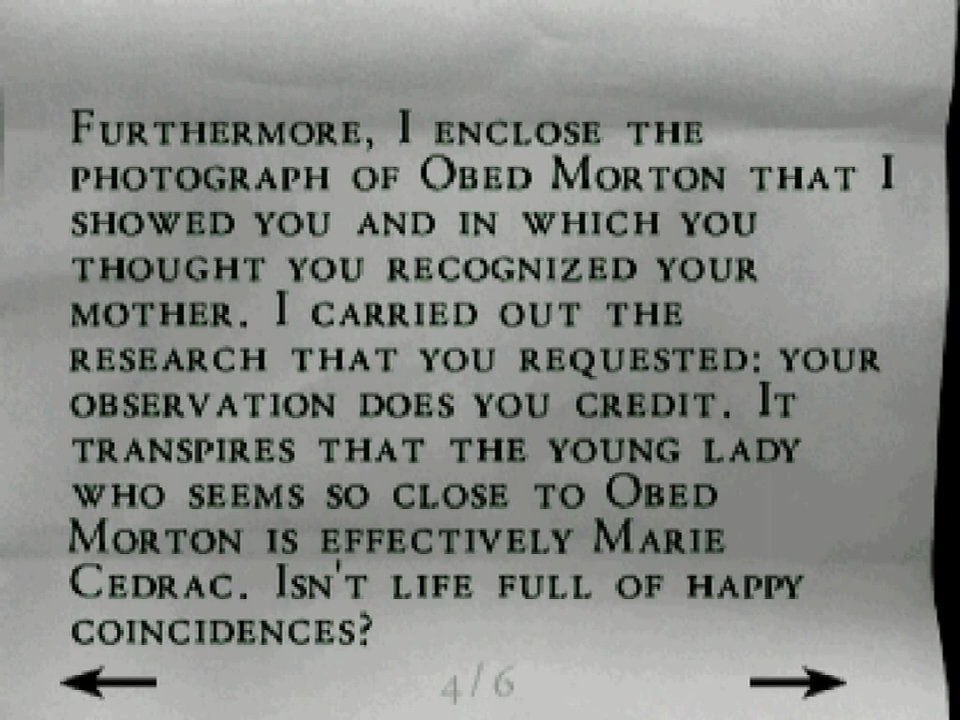 Furthermore, I enclose the
photograph of Obed Morton that I
showed you and in which you
thought you recognized your
mother. I carried out the
research that you requested: your
observation does you credit. It
transpires that the young lady
who seems so close to Obed
Morton is effectively Marie
Cedrac. Isn't life full of happy
coincidences?
4/6